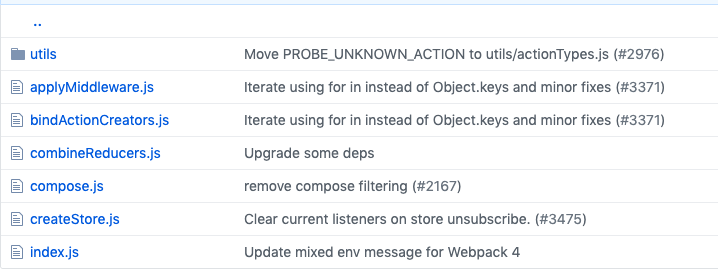 ..
utils Move PROBE_UNKNOWN_ACTION to utils/actionTypes.js (#2976)
applyMiddleware.js Iterate using for in instead of Object.keys and minor fixes (#3371)
bindActionCreators.js Iterate using for in instead of Object.keys and minor fixes (#3371)
combineReducers.js Upgrade some deps
compose.js remove compose filtering (#2167)
createStore.js Clear current listeners on store unsubscribe. (#3475)
index.js Update mixed env message for Webpack 4